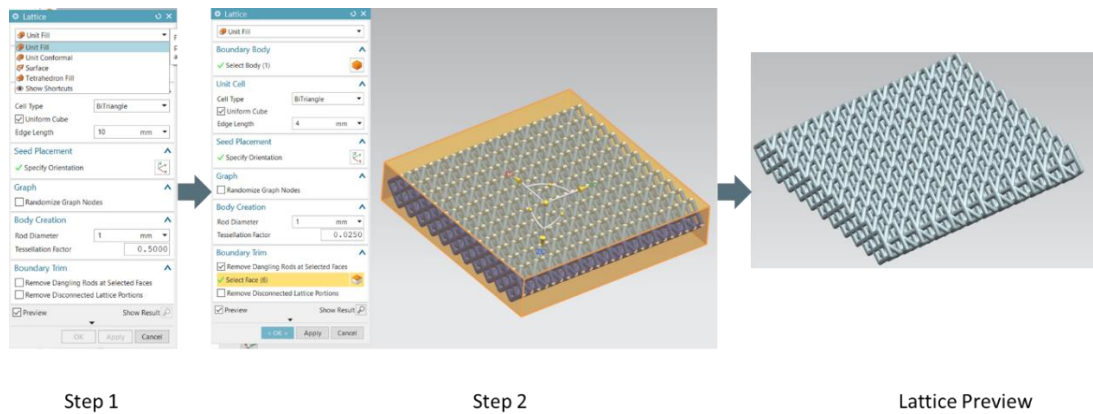 Lattice
Unit Fill
Unit Fill
Unit Conformal
Surface
Tetrahedron Fill
Show Shortcuts
Cell Type BiTriangle
Uniform Cube
Edge Length 10 mm
Seed Placement
Specify Orientation
Graph
Randomize Graph Nodes
Body Creation
Rod Diameter 1 mm
Tessellation Factor 0.5000
Boundary Trim
Remove Dangling Rods at Selected Faces
Remove Disconnected Lattice Portions
Preview Show Result
OK Apply Cancel
Lattice
Unit Fill
Boundary Body
Select Body (1)
Unit Cell
Cell Type BiTriangle
Uniform Cube
Edge Length 4 mm
Seed Placement
Specify Orientation
Graph
Randomize Graph Nodes
Body Creation
Rod Diameter 1 mm
Tessellation Factor 0.0250
Boundary Trim
Remove Dangling Rods at Selected Faces
Select Face (6)
Remove Disconnected Lattice Portions
Preview Show Result
< OK > Apply Cancel
Step 1
Step 2
Lattice Preview